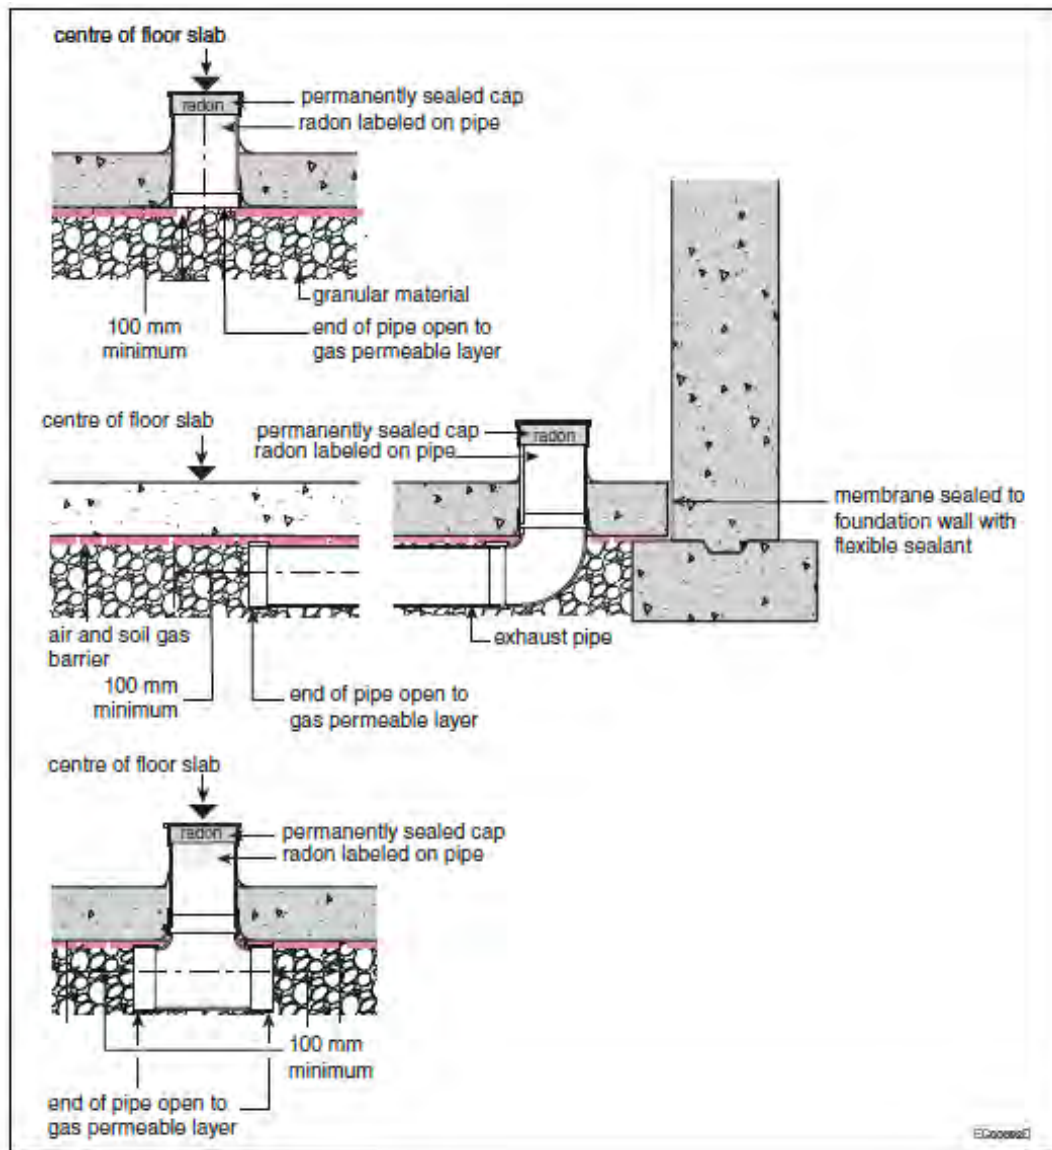 centre of floor slab
radon
permanently sealed cap
radon labeled on pipe
granular material
100 mm
minimum
end of pipe open to
gas permeable layer
centre of floor slab
permanently sealed cap
radon labeled on pipe
radon
membrane sealed to
foundation wall with
flexible sealant
air and soil gas
barrier
exhaust pipe
100 mm
minimum
end of pipe open to
gas permeable layer
centre of floor slab
radon
permanently sealed cap
radon labeled on pipe
100 mm
minimum
end of pipe open to
gas permeable layer